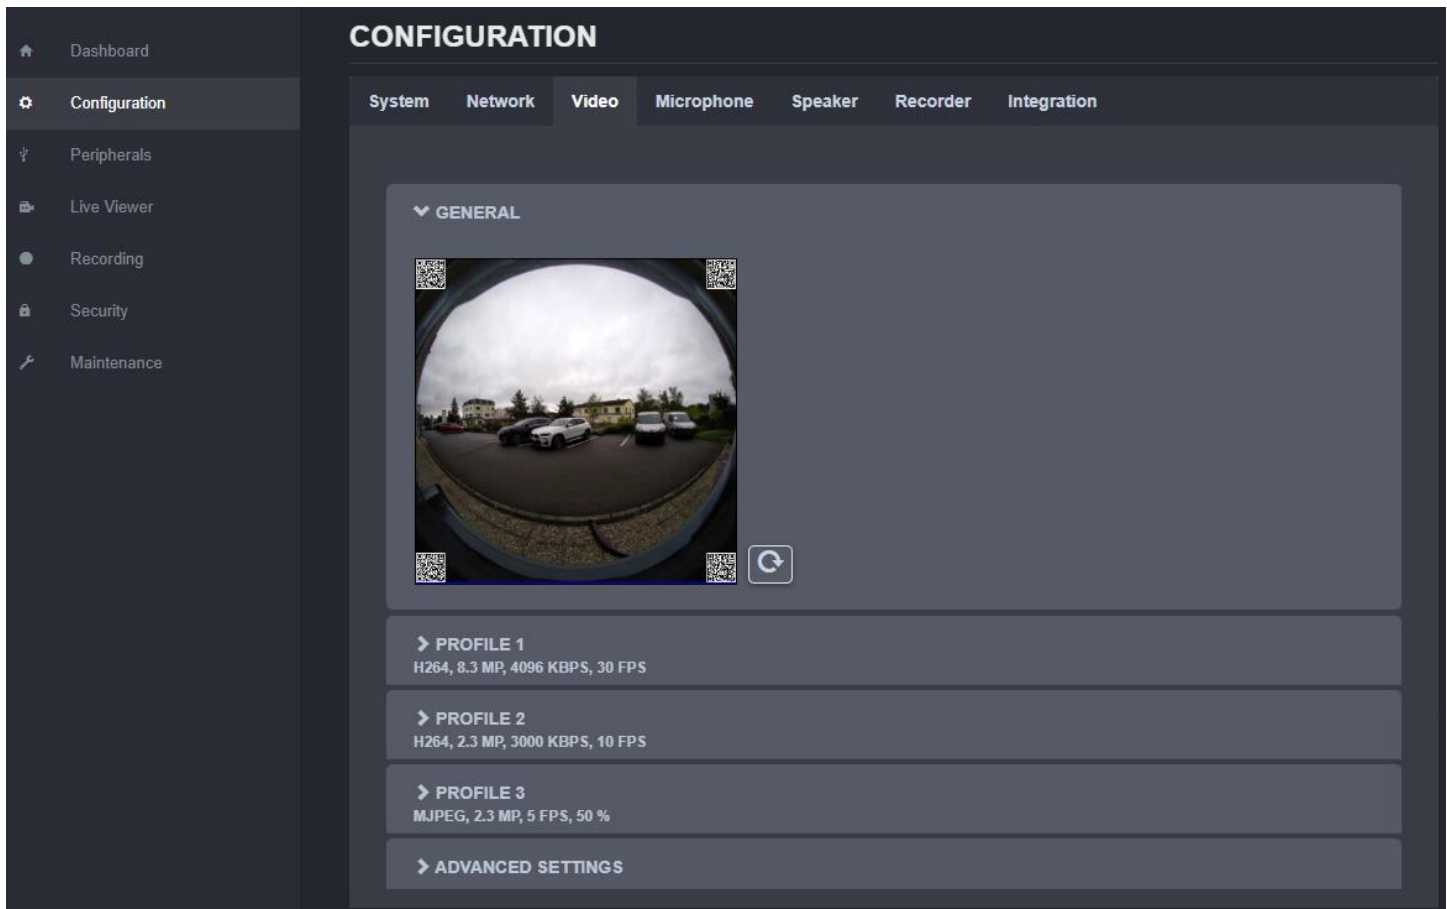 CONFIGURATION
Dashboard
Configuration
Peripherals
Live Viewer
Recording
Security
Maintenance
System Network Video Microphone Speaker Recorder Integration
GENERAL
PROFILE 1
H264, 8.3 MP, 4096 KBPS, 30 FPS
PROFILE 2
H264, 2.3 MP, 3000 KBPS, 10 FPS
PROFILE 3
MJPEG, 2.3 MP, 5 FPS, 50 %
ADVANCED SETTINGS